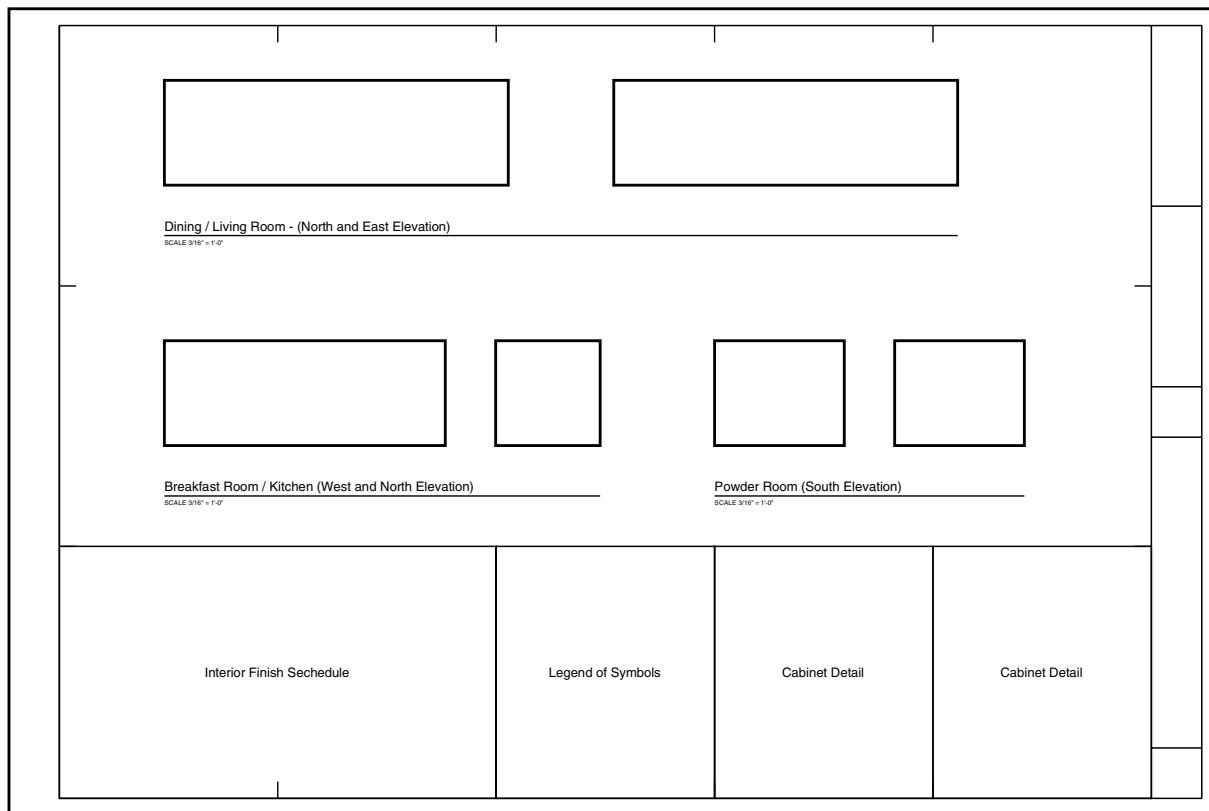 Dining / Living Room - (North and East Elevation)
SCALE 3/16" = 1'-0"
Breakfast Room / Kitchen (West and North Elevation)
SCALE 3/16" = 1'-0"
Powder Room (South Elevation)
SCALE 3/16" = 1'-0"
Interior Finish Sechedule
Legend of Symbols
Cabinet Detail
Cabinet Detail